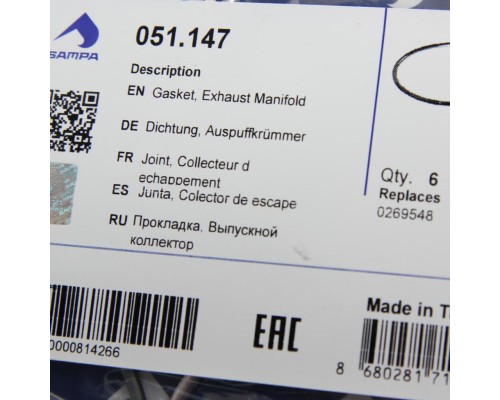 SAMPA
051.147
Description
EN Gasket, Exhaust Manifold
DE Dichtung, Auspuffkrümmer
FR Joint, Collecteur d
echappement
ES Junta, Colector de escape
RU Прокладка, Выпускной
коллектор
Qty. 6
Replaces
0269548
0000814266
EAC
Made in T
8 680281 71